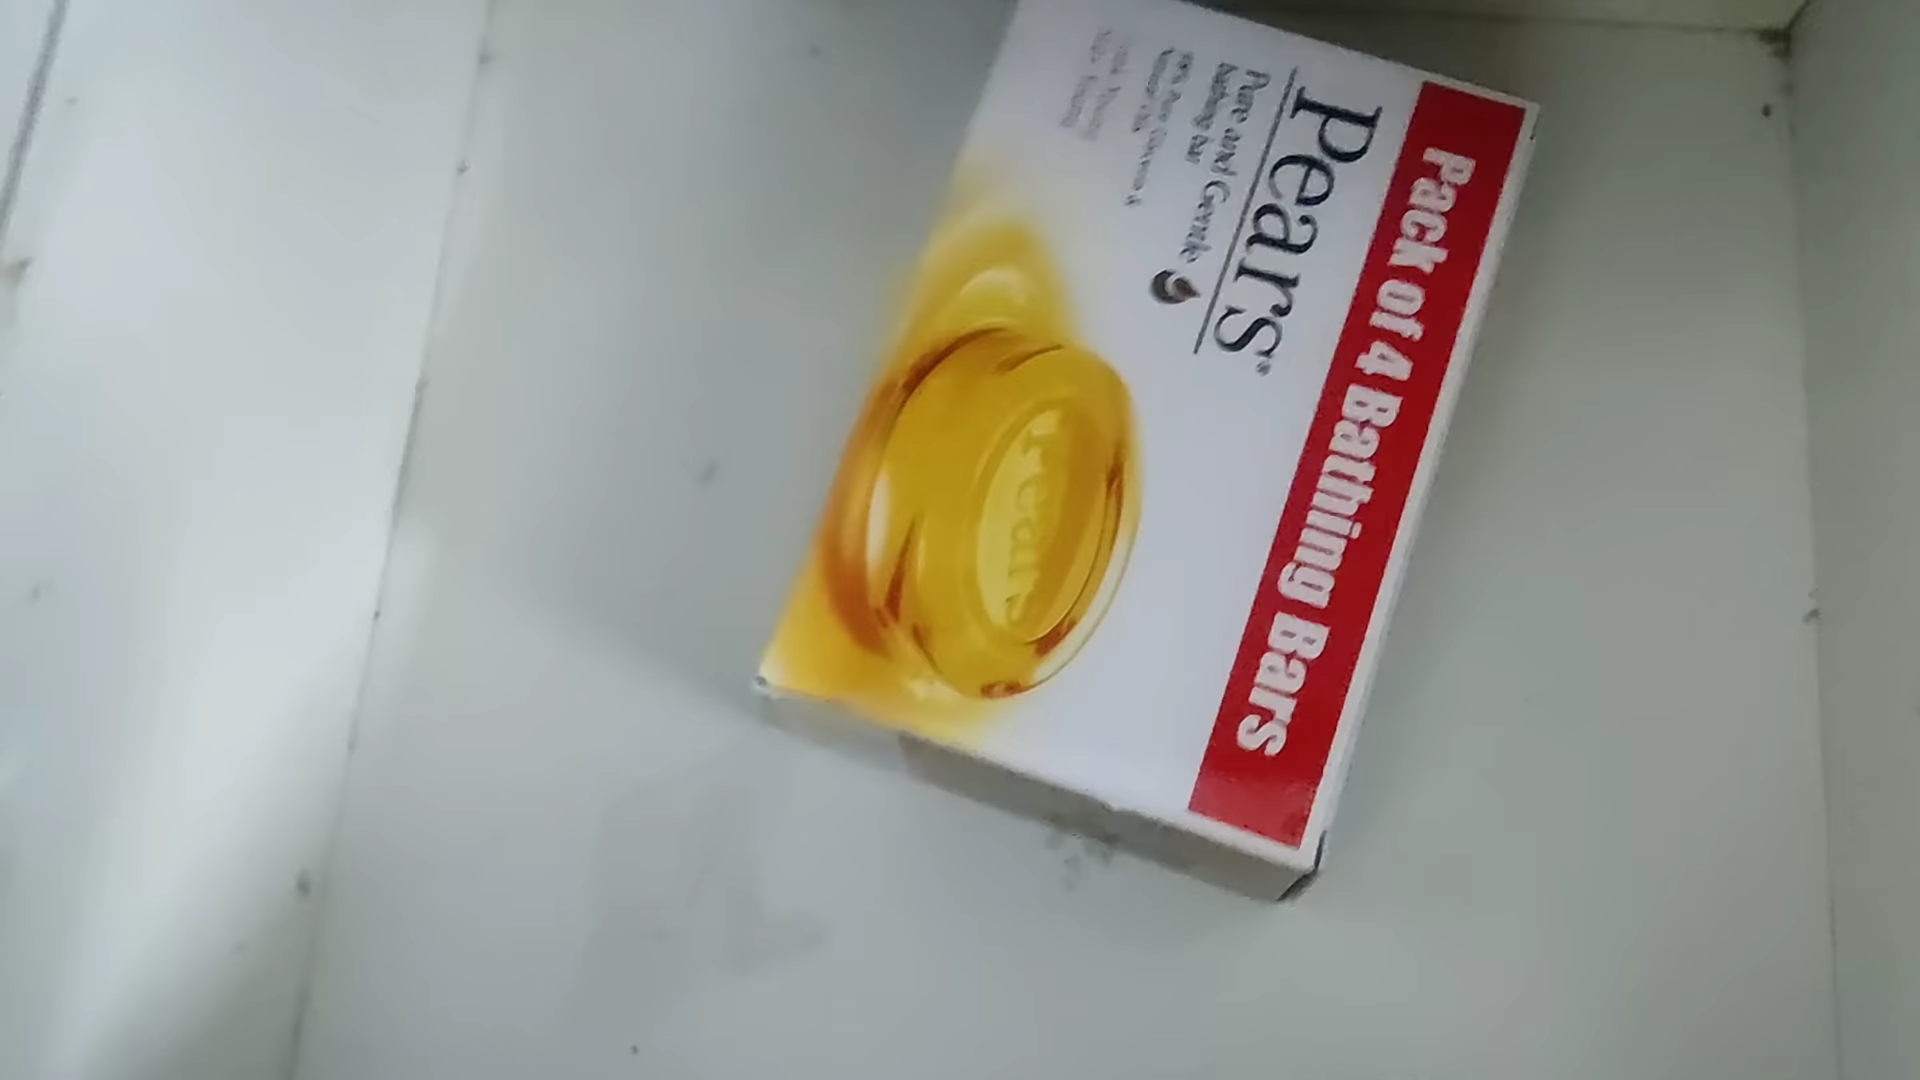 Pack of 4 Bathing Bars
Pears®
Pure and Gentle
bathing bar
Pears